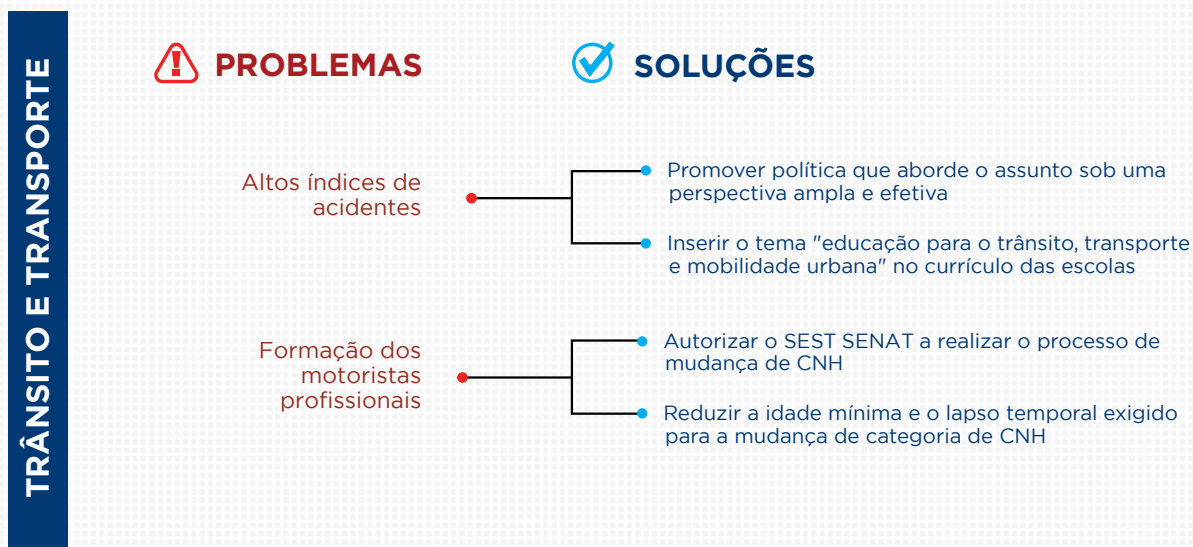 TRÂNSITO E TRANSPORTE
PROBLEMAS
SOLUÇÕES
Altos índices de
acidentes
Promover política que aborde o assunto sob uma
perspectiva ampla e efetiva
Inserir o tema "educação para o trânsito, transporte
e mobilidade urbana" no currículo das escolas
Formação dos
motoristas
profissionais
Autorizar o SEST SENAT a realizar o processo de
mudança de CNH
Reduzir a idade mínima e o lapso temporal exigido
para a mudança de categoria de CNH